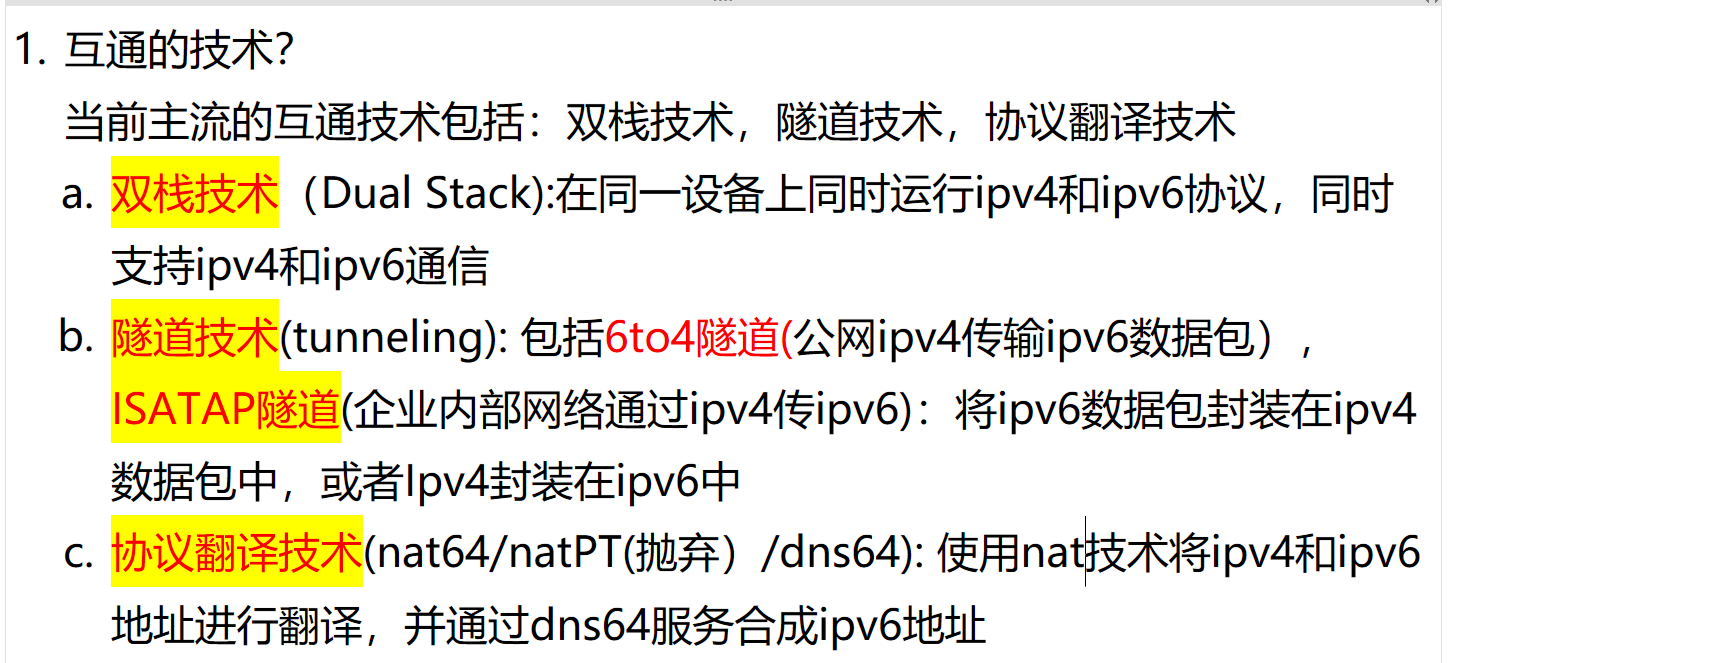 1. 互通的技术？
当前主流的互通技术包括：双栈技术，隧道技术，协议翻译技术
a. 双栈技术（Dual Stack):在同一设备上同时运行ipv4和ipv6协议，同时
支持ipv4和ipv6通信
b. 隧道技术(tunneling): 包括6to4隧道(公网ipv4传输ipv6数据包），
ISATAP隧道(企业内部网络通过ipv4传ipv6)：将ipv6数据包封装在ipv4
数据包中，或者Ipv4封装在ipv6中
c. 协议翻译技术(nat64/natPT(抛弃）/dns64): 使用nat技术将ipv4和ipv6
地址进行翻译，并通过dns64服务合成ipv6地址